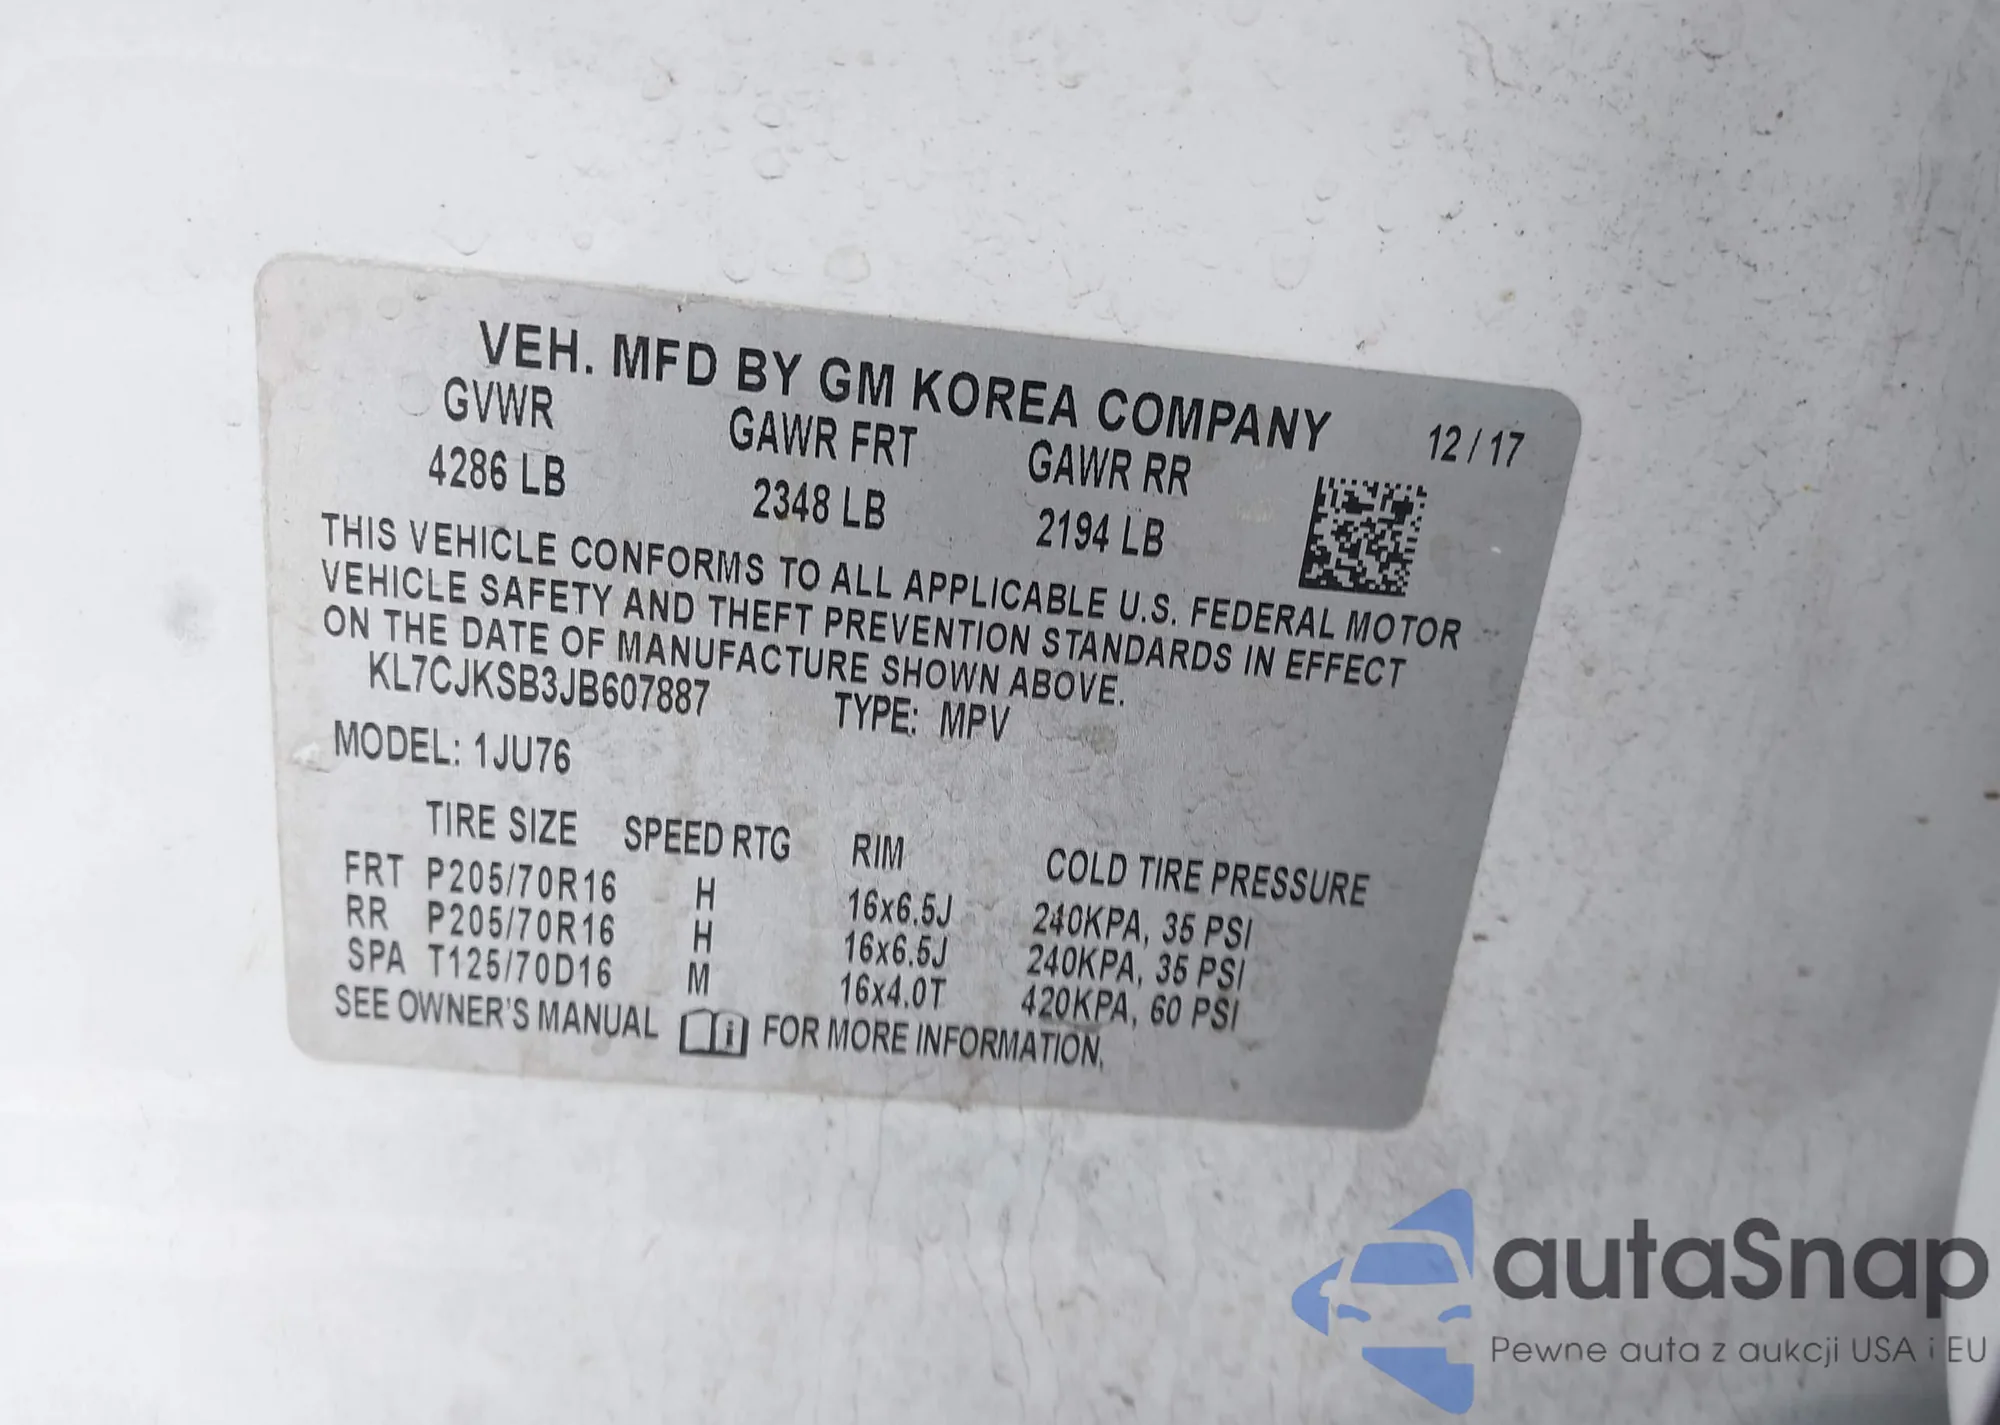 VEH. MFD BY GM KOREA COMPANY
12 / 17
GVWR GAWR FRT GAWR RR
4286 LB 2348 LB 2194 LB
THIS VEHICLE CONFORMS TO ALL APPLICABLE U.S. FEDERAL MOTOR
VEHICLE SAFETY AND THEFT PREVENTION STANDARDS IN EFFECT
ON THE DATE OF MANUFACTURE SHOWN ABOVE.
KL7CJKSB3JB607887 TYPE: MPV
MODEL: 1JU76
TIRE SIZE SPEED RTG RIM COLD TIRE PRESSURE
FRT P205/70R16 H 16x6.5J 240KPA, 35 PSI
RR P205/70R16 H 16x6.5J 240KPA, 35 PSI
SPA T125/70D16 M 16x4.0T 420KPA, 60 PSI
SEE OWNER'S MANUAL i FOR MORE INFORMATION.
autaSnap
Pewne auta z aukcji USA i EU